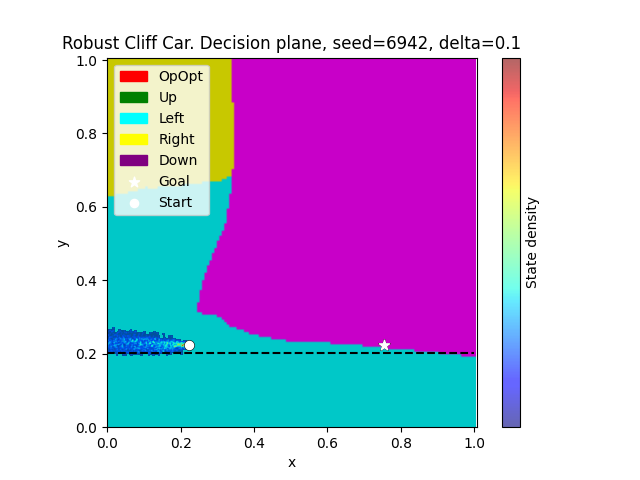 Robust Cliff Car. Decision plane, seed=6942, delta=0.1
1.0
0.8
0.6
0.4
0.2
0.0
y
OpOpt
Up
Left
Right
Down
Goal
Start
0.0 0.2 0.4 0.6 0.8 1.0
x
State density